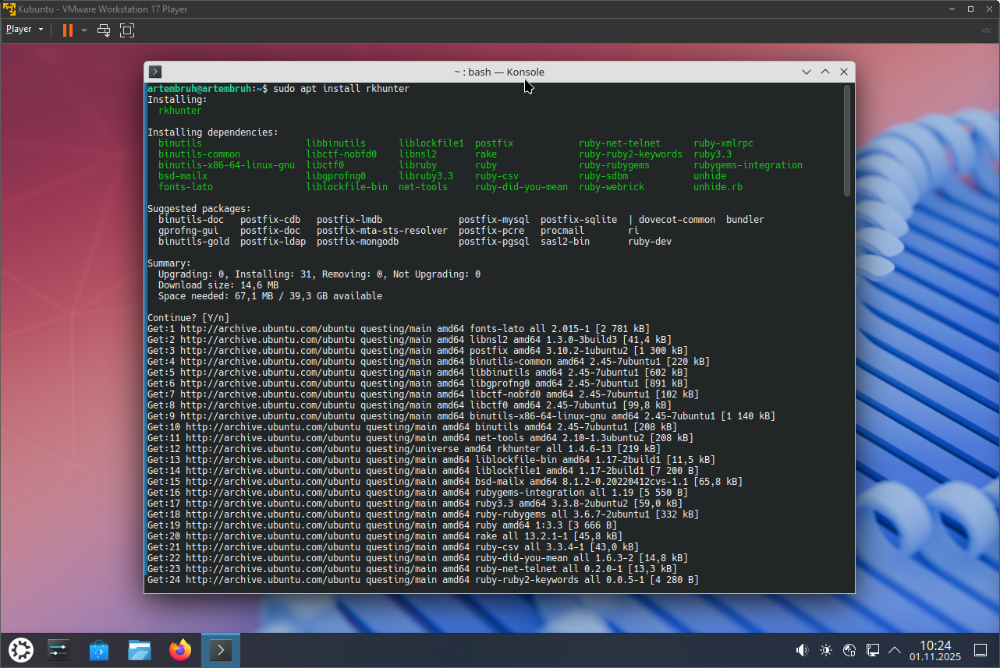 Kubuntu - VMware Workstation 17 Player
Player
~ : bash — Konsole
artembruh@artembruh:~$ sudo apt install rkhunter
Installing:
  rkhunter

Installing dependencies:
  binutils                   libbinutils      liblockfile1  postfix            ruby-net-telnet      ruby-xmlrpc
  binutils-common            libctf-nobfd0    libnsl2       rake               ruby-ruby2-keywords  ruby3.3
  binutils-x86-64-linux-gnu  libctf0          libruby       ruby               ruby-rubygems        rubygems-integration
  bsd-mailx                  libgprofng0      libruby3.3    ruby-csv           ruby-sdbm            unhide
  fonts-lato                 liblockfile-bin  net-tools     ruby-did-you-mean  ruby-webrick         unhide.rb

Suggested packages:
  binutils-doc   postfix-cdb   postfix-lmdb              postfix-mysql  postfix-sqlite  | dovecot-common  bundler
  gprofng-gui    postfix-doc   postfix-mta-sts-resolver  postfix-pcre   procmail        ri
  binutils-gold  postfix-ldap  postfix-mongodb           postfix-pgsql  sasl2-bin       ruby-dev

Summary:
  Upgrading: 0, Installing: 31, Removing: 0, Not Upgrading: 0
  Download size: 14,6 MB
  Space needed: 67,1 MB / 39,3 GB available

Continue? [Y/n]
Get:1 http://archive.ubuntu.com/ubuntu questing/main amd64 fonts-lato all 2.015-1 [2 781 kB]
Get:2 http://archive.ubuntu.com/ubuntu questing/main amd64 libnsl2 amd64 1.3.0-3build3 [41,4 kB]
Get:3 http://archive.ubuntu.com/ubuntu questing/main amd64 postfix amd64 3.10.2-1ubuntu2 [1 300 kB]
Get:4 http://archive.ubuntu.com/ubuntu questing/main amd64 binutils-common amd64 2.45-7ubuntu1 [220 kB]
Get:5 http://archive.ubuntu.com/ubuntu questing/main amd64 libbinutils amd64 2.45-7ubuntu1 [602 kB]
Get:6 http://archive.ubuntu.com/ubuntu questing/main amd64 libgprofng0 amd64 2.45-7ubuntu1 [891 kB]
Get:7 http://archive.ubuntu.com/ubuntu questing/main amd64 libctf-nobfd0 amd64 2.45-7ubuntu1 [102 kB]
Get:8 http://archive.ubuntu.com/ubuntu questing/main amd64 libctf0 amd64 2.45-7ubuntu1 [99,8 kB]
Get:9 http://archive.ubuntu.com/ubuntu questing/main amd64 binutils-x86-64-linux-gnu amd64 2.45-7ubuntu1 [1 140 kB]
Get:10 http://archive.ubuntu.com/ubuntu questing/main amd64 binutils amd64 2.45-7ubuntu1 [208 kB]
Get:11 http://archive.ubuntu.com/ubuntu questing/main amd64 net-tools amd64 2.10-1.3ubuntu2 [208 kB]
Get:12 http://archive.ubuntu.com/ubuntu questing/universe amd64 rkhunter all 1.4.6-13 [219 kB]
Get:13 http://archive.ubuntu.com/ubuntu questing/main amd64 liblockfile-bin amd64 1.17-2build1 [11,5 kB]
Get:14 http://archive.ubuntu.com/ubuntu questing/main amd64 liblockfile1 amd64 1.17-2build1 [7 200 B]
Get:15 http://archive.ubuntu.com/ubuntu questing/main amd64 bsd-mailx amd64 8.1.2-0.20220412cvs-1.1 [65,8 kB]
Get:16 http://archive.ubuntu.com/ubuntu questing/main amd64 rubygems-integration all 1.19 [5 550 B]
Get:17 http://archive.ubuntu.com/ubuntu questing/main amd64 ruby3.3 amd64 3.3.8-2ubuntu2 [59,0 kB]
Get:18 http://archive.ubuntu.com/ubuntu questing/main amd64 ruby-rubygems all 3.6.7-2ubuntu1 [332 kB]
Get:19 http://archive.ubuntu.com/ubuntu questing/main amd64 ruby amd64 1:3.3 [3 666 B]
Get:20 http://archive.ubuntu.com/ubuntu questing/main amd64 rake all 13.2.1-1 [45,8 kB]
Get:21 http://archive.ubuntu.com/ubuntu questing/main amd64 ruby-csv all 3.3.4-1 [43,0 kB]
Get:22 http://archive.ubuntu.com/ubuntu questing/main amd64 ruby-did-you-mean all 1.6.3-2 [14,8 kB]
Get:23 http://archive.ubuntu.com/ubuntu questing/main amd64 ruby-net-telnet all 0.2.0-1 [13,3 kB]
Get:24 http://archive.ubuntu.com/ubuntu questing/main amd64 ruby-ruby2-keywords all 0.0.5-1 [4 280 B]
10:24
01.11.2025